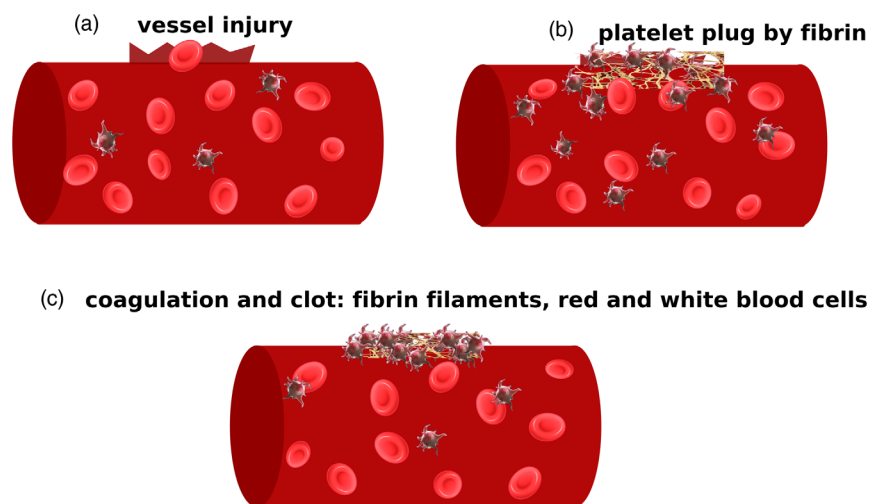 (a) vessel injury
(b) platelet plug by fibrin
(c) coagulation and clot: fibrin filaments, red and white blood cells